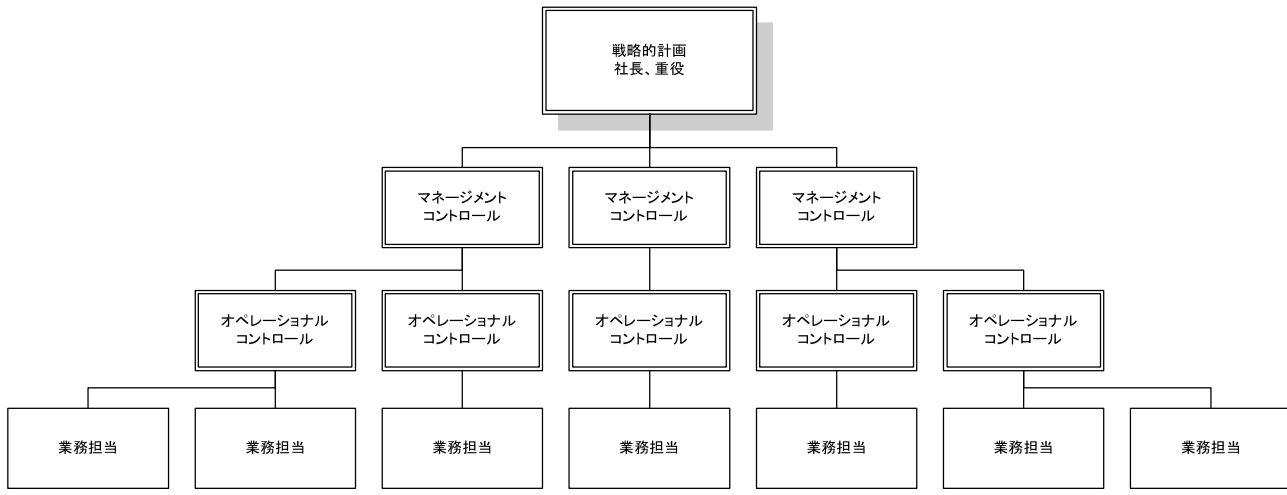 戦略的計画
社長、重役
マネージメント
コントロール
マネージメント
コントロール
マネージメント
コントロール
オペレーショナル
コントロール
オペレーショナル
コントロール
オペレーショナル
コントロール
オペレーショナル
コントロール
オペレーショナル
コントロール
業務担当
業務担当
業務担当
業務担当
業務担当
業務担当
業務担当